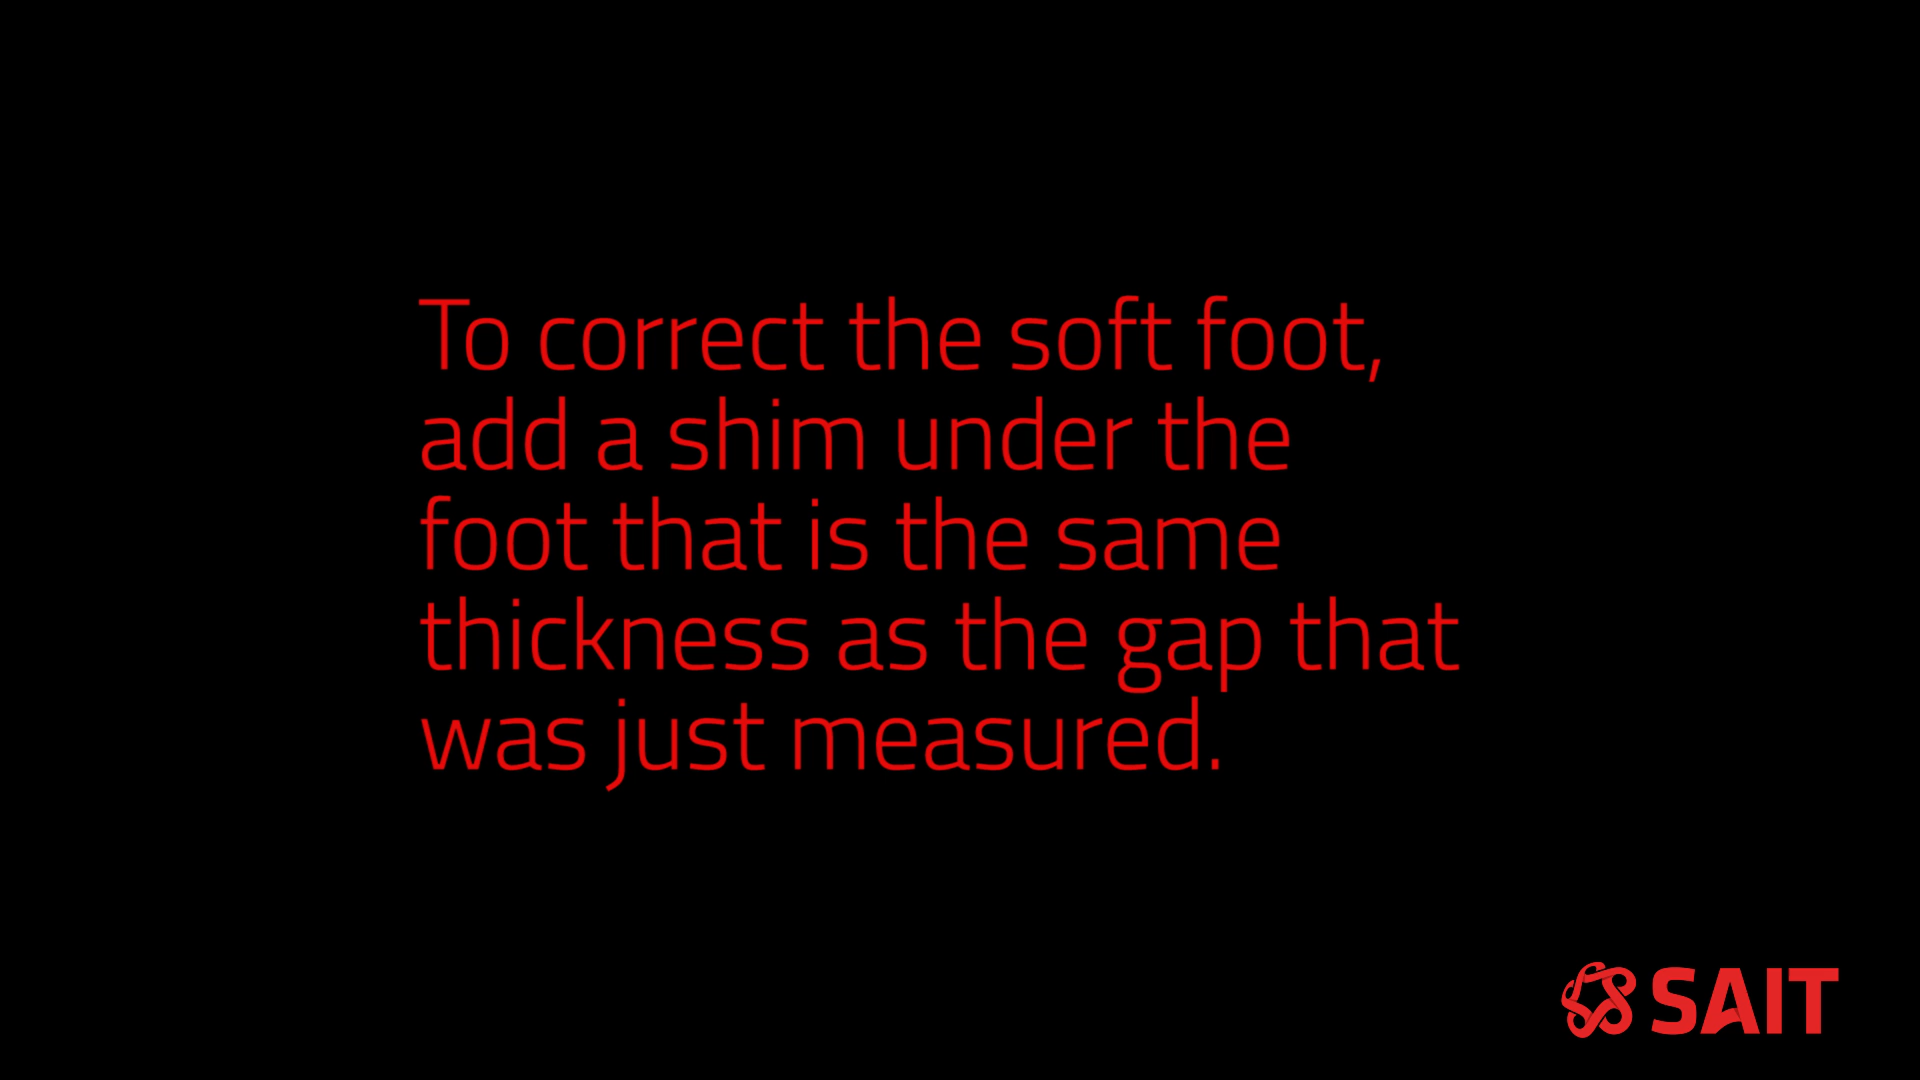 To correct the soft foot,
add a shim under the
foot that is the same
thickness as the gap that
was just measured.
SAIT